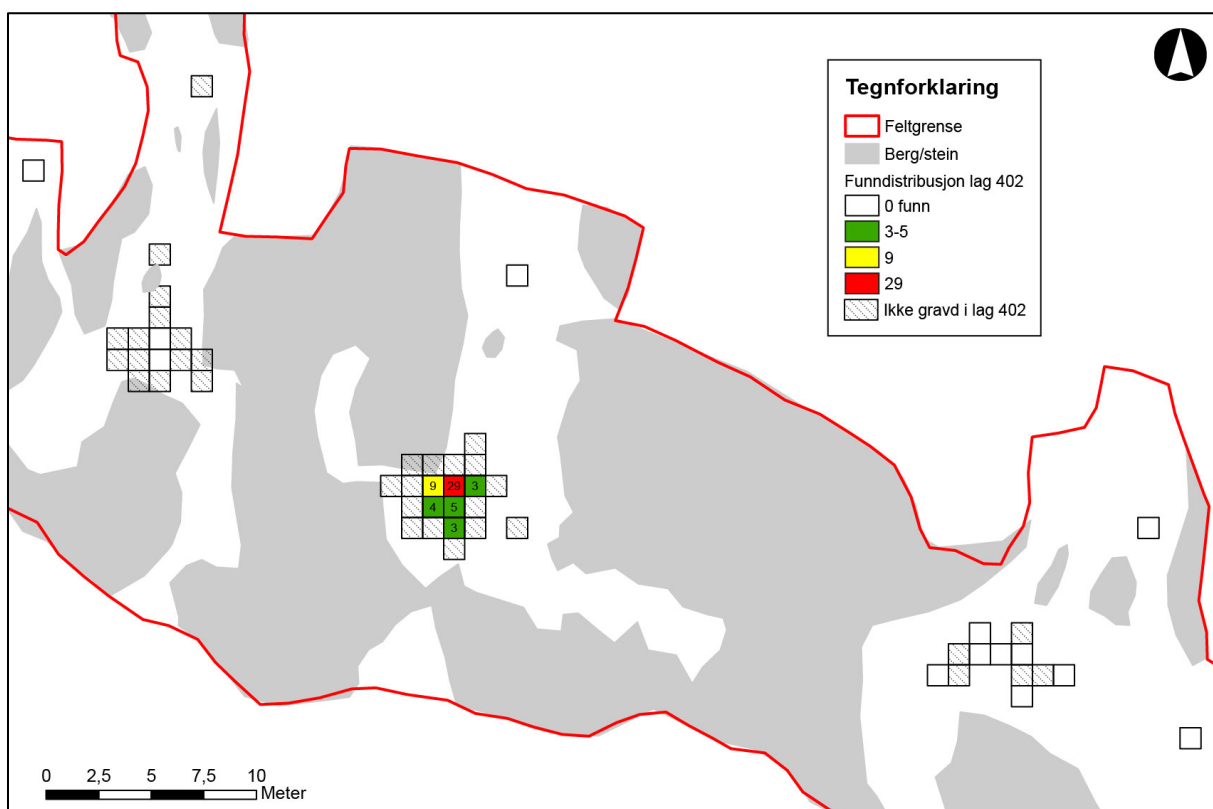 Tegnforklaring
Feltgrense
Berg/stein
Funndistribusjon lag 402
0 funn
3-5
9
29
Ikke gravd i lag 402
9 29 3
4 5
3
0 2,5 5 7,5 10
Meter